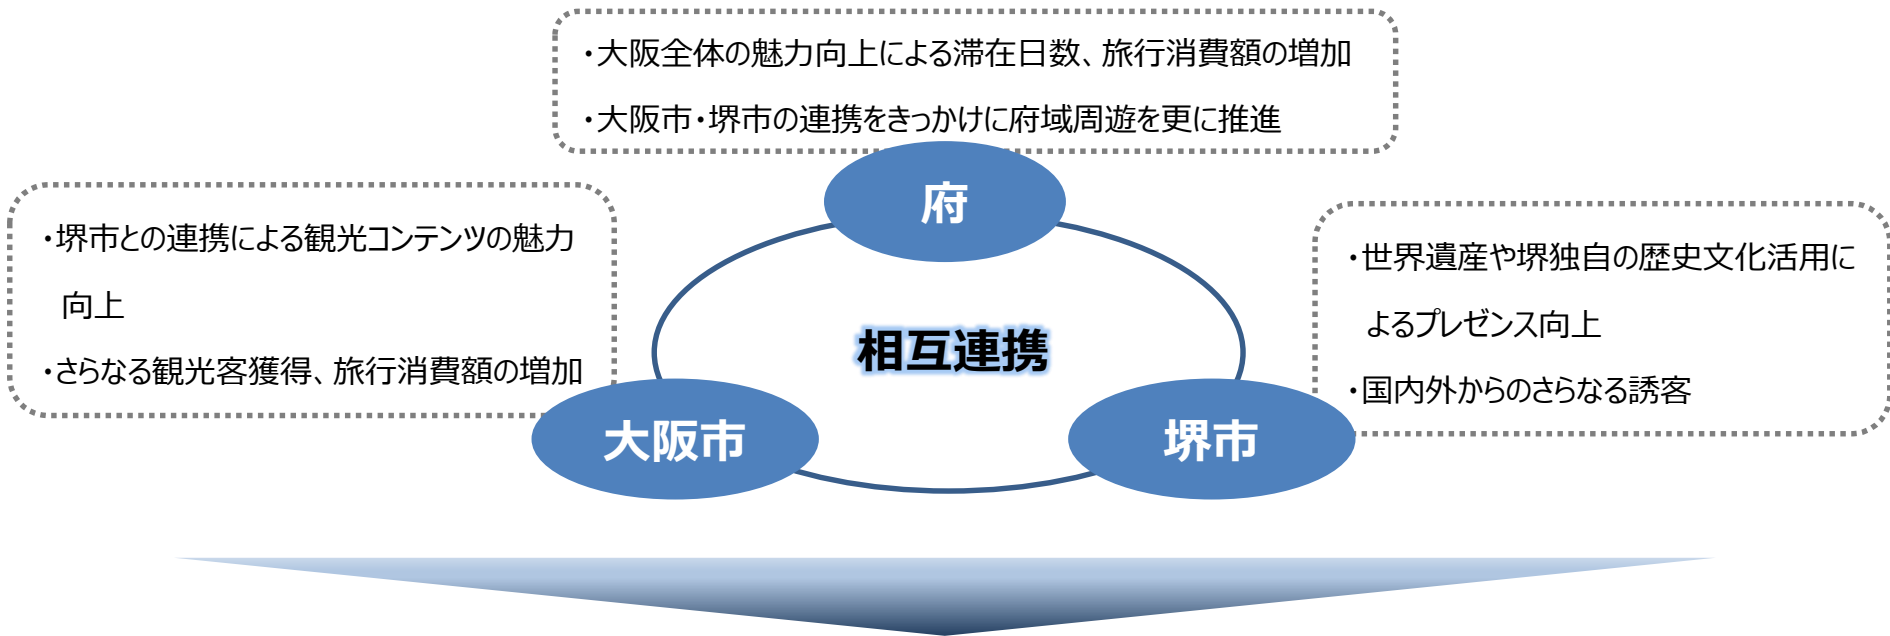 ・大阪全体の魅力向上による滞在日数、旅行消費額の増加
・大阪市・堺市の連携をきっかけに府域周遊を更に推進
府
・堺市との連携による観光コンテンツの魅力
向上
・さらなる観光客獲得、旅行消費額の増加
・世界遺産や堺独自の歴史文化活用に
よるプレゼンス向上
・国内外からのさらなる誘客
相互連携
大阪市
堺市